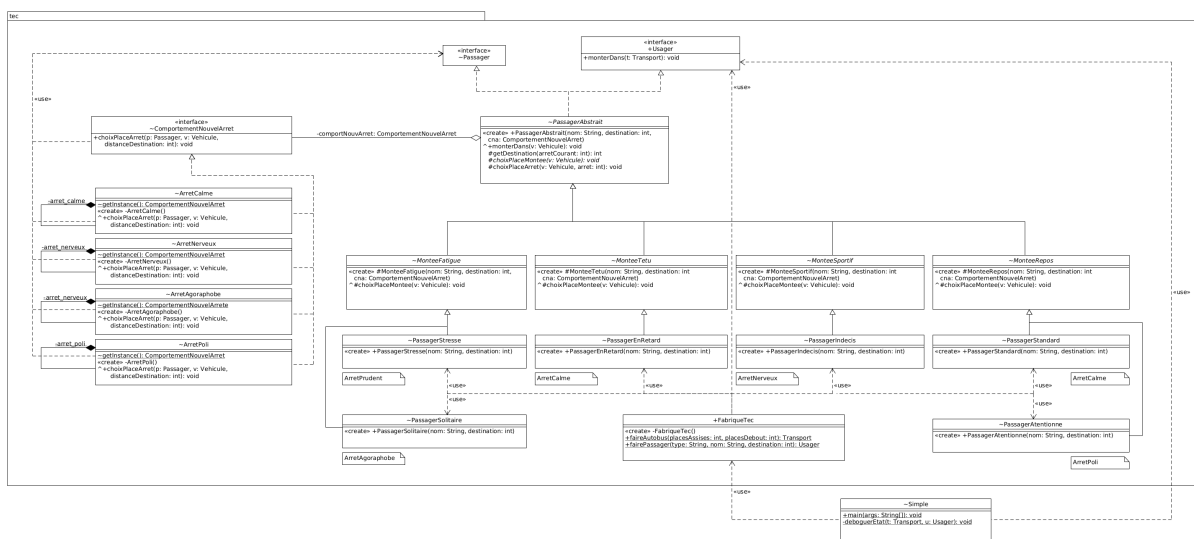 tec
«interface»
~Passager
«interface»
+Usager
+monterDans(t: Transport): void
«use»
«use»
«interface»
~ComportementNouvelArret
+choixPlaceArret(p: Passager, v: Vehicule,
distanceDestination: int): void
-comportNouvArret: ComportementNouvelArret
~PassagerAbstrait
«create» +PassagerAbstrait(nom: String, destination: int,
cna: ComportementNouvelArret)
^+monterDans(v: Vehicule): void
#getDestination(arretCourant: int): int
#choixPlaceMontee(v: Vehicule): void
#choixPlaceArret(v: Vehicule, arret: int): void
~ArretCalme
-arret_calme
~getInstance(): ComportementNouvelArret
«create» -ArretCalme()
^+choixPlaceArret(p: Passager, v: Vehicule,
distanceDestination: int): void
~ArretNerveux
-arret_nerveux
~getInstance(): ComportementNouvelArret
«create» -ArretNerveux()
^+choixPlaceArret(p: Passager, v: Vehicule,
distanceDestination: int): void
~ArretAgoraphobe
-arret_nerveux
~getInstance(): ComportementNouvelArrete
«create» -ArretAgoraphobe()
^+choixPlaceArret(p: Passager, v: Vehicule,
distanceDestination: int): void
~ArretPoli
-arret_poli
~getInstance(): ComportementNouvelArret
«create» -ArretPoli()
^+choixPlaceArret(p: Passager, v: Vehicule,
distanceDestination: int): void
~MonteeFatigue
«create» #MonteeFatigue(nom: String, destination: int,
cna: ComportementNouvelArret)
^#choixPlaceMontee(v: Vehicule): void
~MonteeTetu
«create» #MonteeTetu(nom: String, destination: int
cna: ComportementNouvelArret)
^#choixPlaceMontee(v: Vehicule): void
~MonteeSportif
«create» #MonteeSportif(nom: String, destination: int
cna: ComportementNouvelArret)
^#choixPlaceMontee(v: Vehicule): void
~MonteeRepos
«create» #MonteeRepos(nom: String, destination: int
cna: ComportementNouvelArret)
^#choixPlaceMontee(v: Vehicule): void
«use»
~PassagerStresse
«create» +PassagerStresse(nom: String, destination: int)
~PassagerEnRetard
«create» +PassagerEnRetard(nom: String, destination: int)
~PassagerIndecis
«create» +PassagerIndecis(nom: String, destination: int)
~PassagerStandard
«create» +PassagerStandard(nom: String, destination: int)
ArretPrudent
ArretCalme
ArretNerveux
ArretCalme
«use»
«use»
«use»
«use»
«use»
«use»
~PassagerSolitaire
«create» +PassagerSolitaire(nom: String, destination: int)
ArretAgoraphobe
+FabriqueTec
«create» -FabriqueTec()
+faireAutobus(placesAssises: int, placesDebout: int): Transport
+fairePassager(type: String, nom: String, destination: int): Usager
~PassagerAtentionne
«create» +PassagerAtentionne(nom: String, destination: int)
ArretPoli
«use»
~Simple
+main(args: String[]): void
-deboguerEtat(t: Transport, u: Usager): void